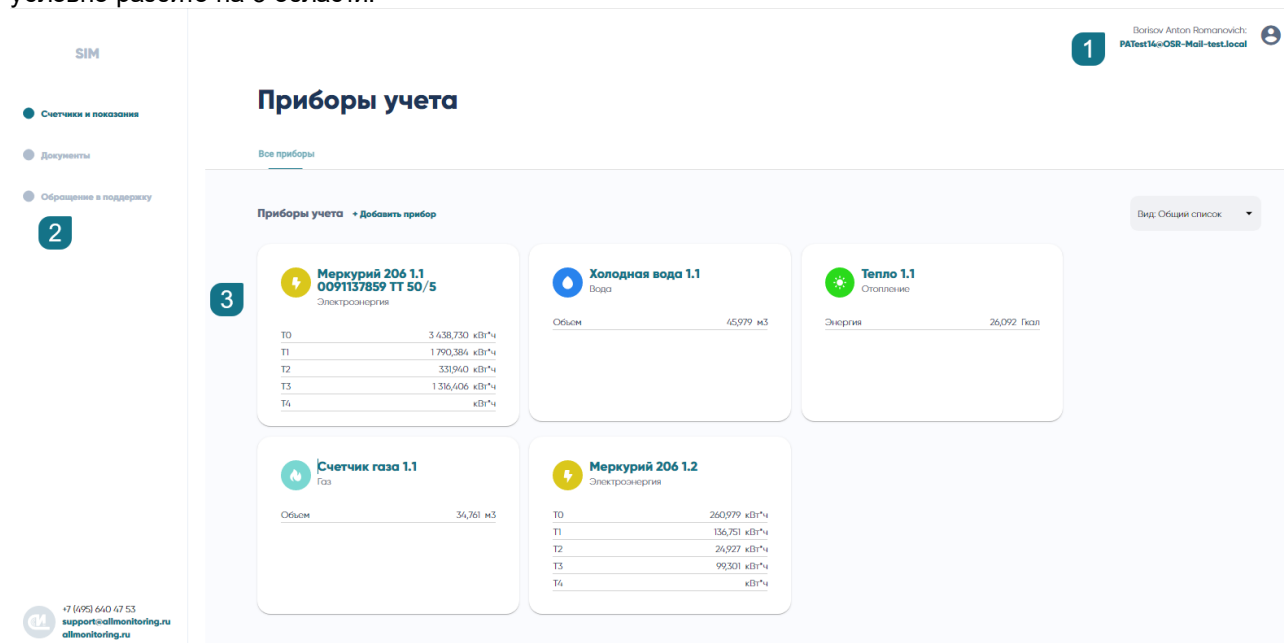 условно разбито на 3 области.
Borisov Anton Romanovich:
PATest14@OSR-Mail-test.local
1
SIM
Приборы учета
Счетчики и показания
Документы
Обращение в поддержку
2
Все приборы
Приборы учета + Добавить прибор
Вид: Общий список
3
Меркурий 206 1.1
0091137859 ТТ 50/5
Электроэнергия
T0 3 438,730 кВт*ч
T1 1 790,384 кВт*ч
T2 331,940 кВт*ч
T3 1 316,406 кВт*ч
T4 кВт*ч
Холодная вода 1.1
Вода
Объем 45,979 м3
Тепло 1.1
Отопление
Энергия 26,092 Гкал
Счетчик газа 1.1
Газ
Объем 34,761 м3
Меркурий 206 1.2
Электроэнергия
T0 260,979 кВт*ч
T1 136,751 кВт*ч
T2 24,927 кВт*ч
T3 99,301 кВт*ч
T4 кВт*ч
+7 (495) 640 47 53
support@allmonitoring.ru
allmonitoring.ru